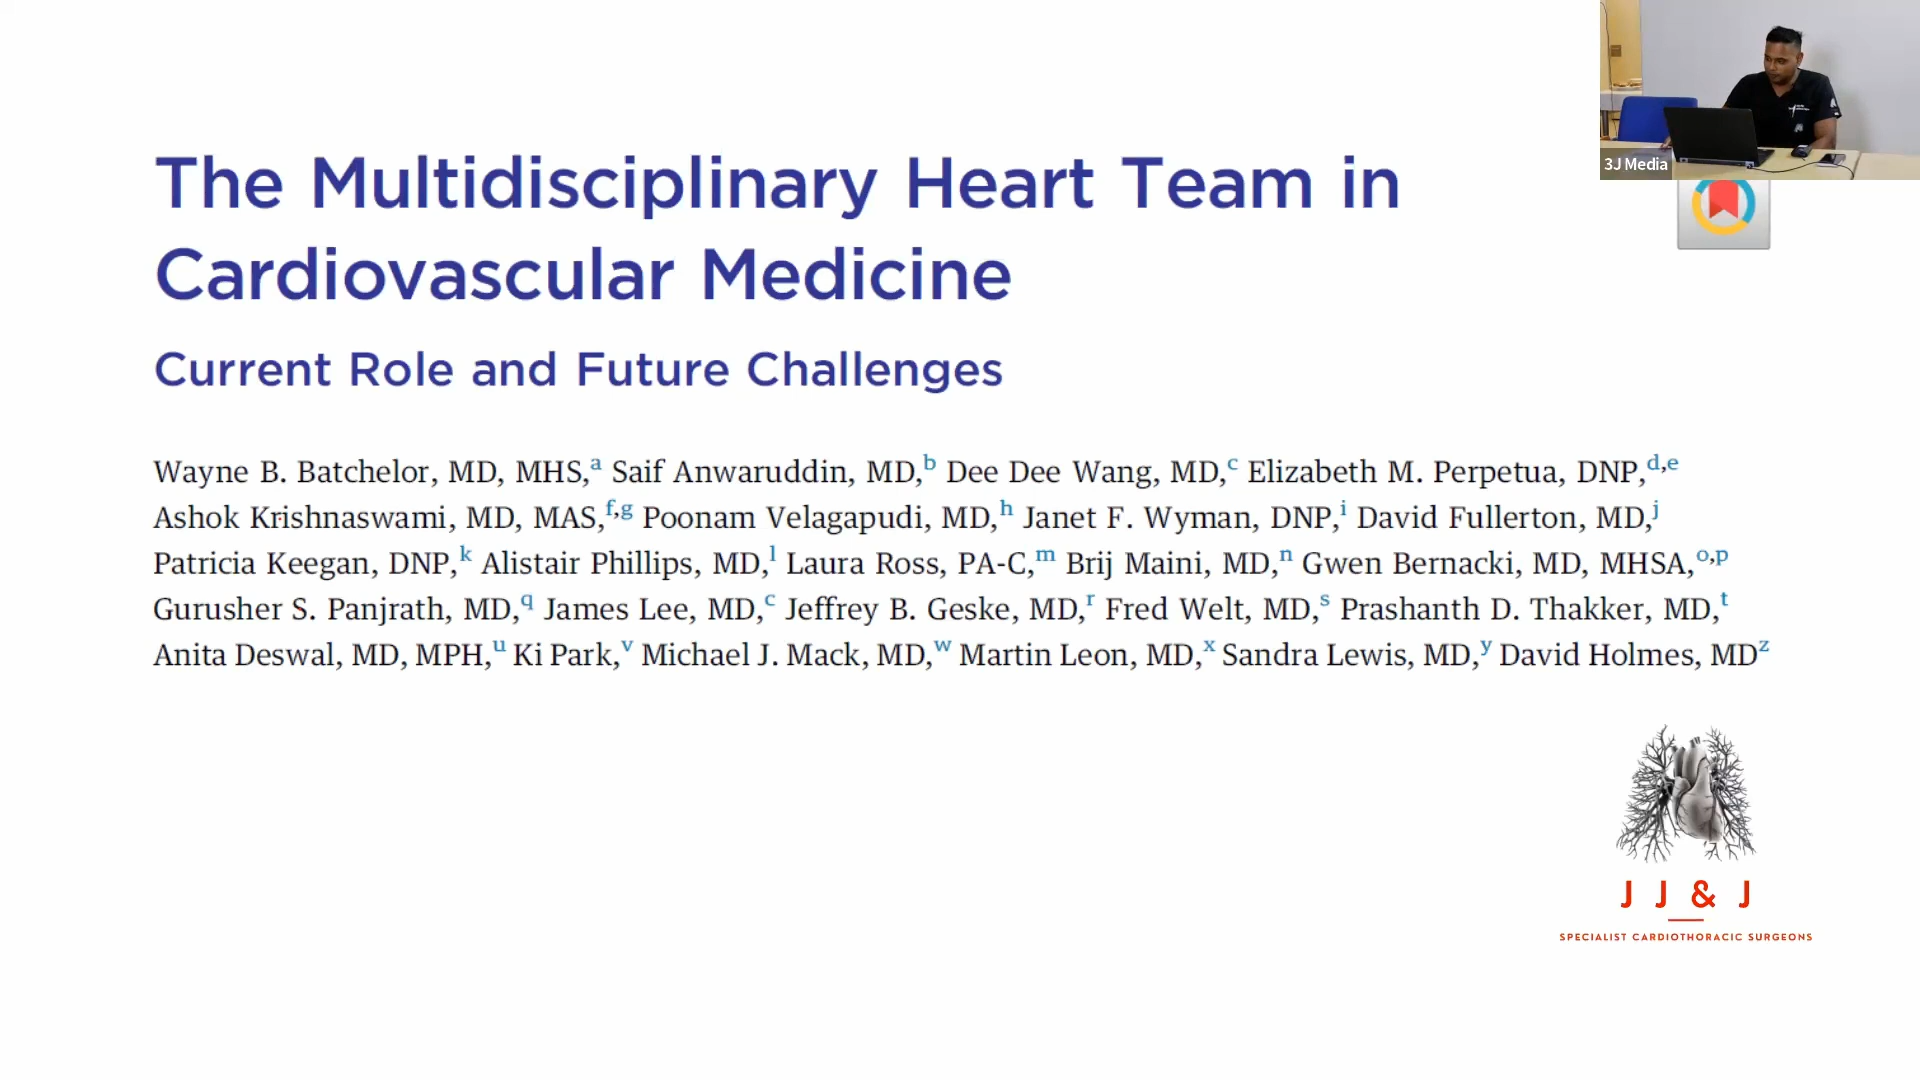 The Multidisciplinary Heart Team in
Cardiovascular Medicine
Current Role and Future Challenges
Wayne B. Batchelor, MD, MHS,a Saif Anwaruddin, MD,b Dee Dee Wang, MD,c Elizabeth M. Perpetua, DNP,d,e
Ashok Krishnaswami, MD, MAS,f,g Poonam Velagapudi, MD,h Janet F. Wyman, DNP,i David Fullerton, MD,j
Patricia Keegan, DNP,k Alistair Phillips, MD,l Laura Ross, PA-C,m Brij Maini, MD,n Gwen Bernacki, MD, MHSA,o,p
Gurusher S. Panjrath, MD,q James Lee, MD,c Jeffrey B. Geske, MD,r Fred Welt, MD,s Prashanth D. Thakker, MD,t
Anita Deswal, MD, MPH,u Ki Park,v Michael J. Mack, MD,w Martin Leon, MD,x Sandra Lewis, MD,y David Holmes, MDz
3J Media
J J & J
SPECIALIST CARDIOTHORACIC SURGEONS